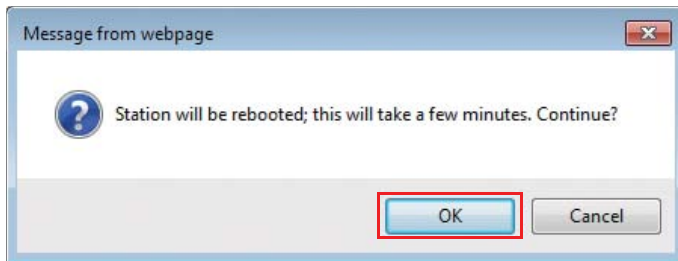 Message from webpage
Station will be rebooted; this will take a few minutes. Continue?
OK
Cancel